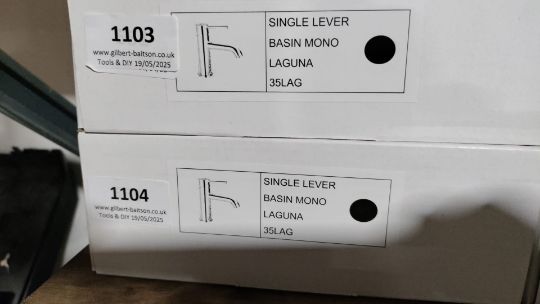 1103
www.gilbert-baitson.co.uk
Tools & DIY 19/05/2025
SINGLE LEVER
BASIN MONO
LAGUNA
35LAG
1104
www.gilbert-baitson.co.uk
Tools & DIY 19/05/2025
SINGLE LEVER
BASIN MONO
LAGUNA
35LAG